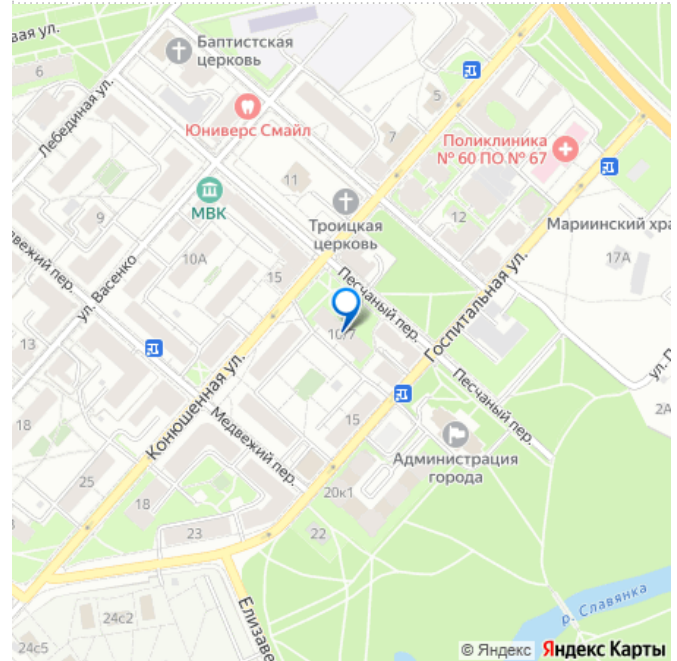 вая ул.
6
Баптистская
церковь
Лебединая ул.
Юниверс Смайл
5
7
Поликлиника
№ 60 ПО № 67
11
МВК
9
Троицкая
церковь
12
Мариинский хра
17А
10А
15
ул. Васенко
Песчаный пер.
Госпитальная ул.
10/7
13
Конюшенная ул.
Медвежий пер.
Песчаный пер.
ул. П
2А
18
15
Администрация
города
25
20к1
18
22
23
24с2
24с5
Елизаве
р. Славянка
© Яндекс Яндекс Карты